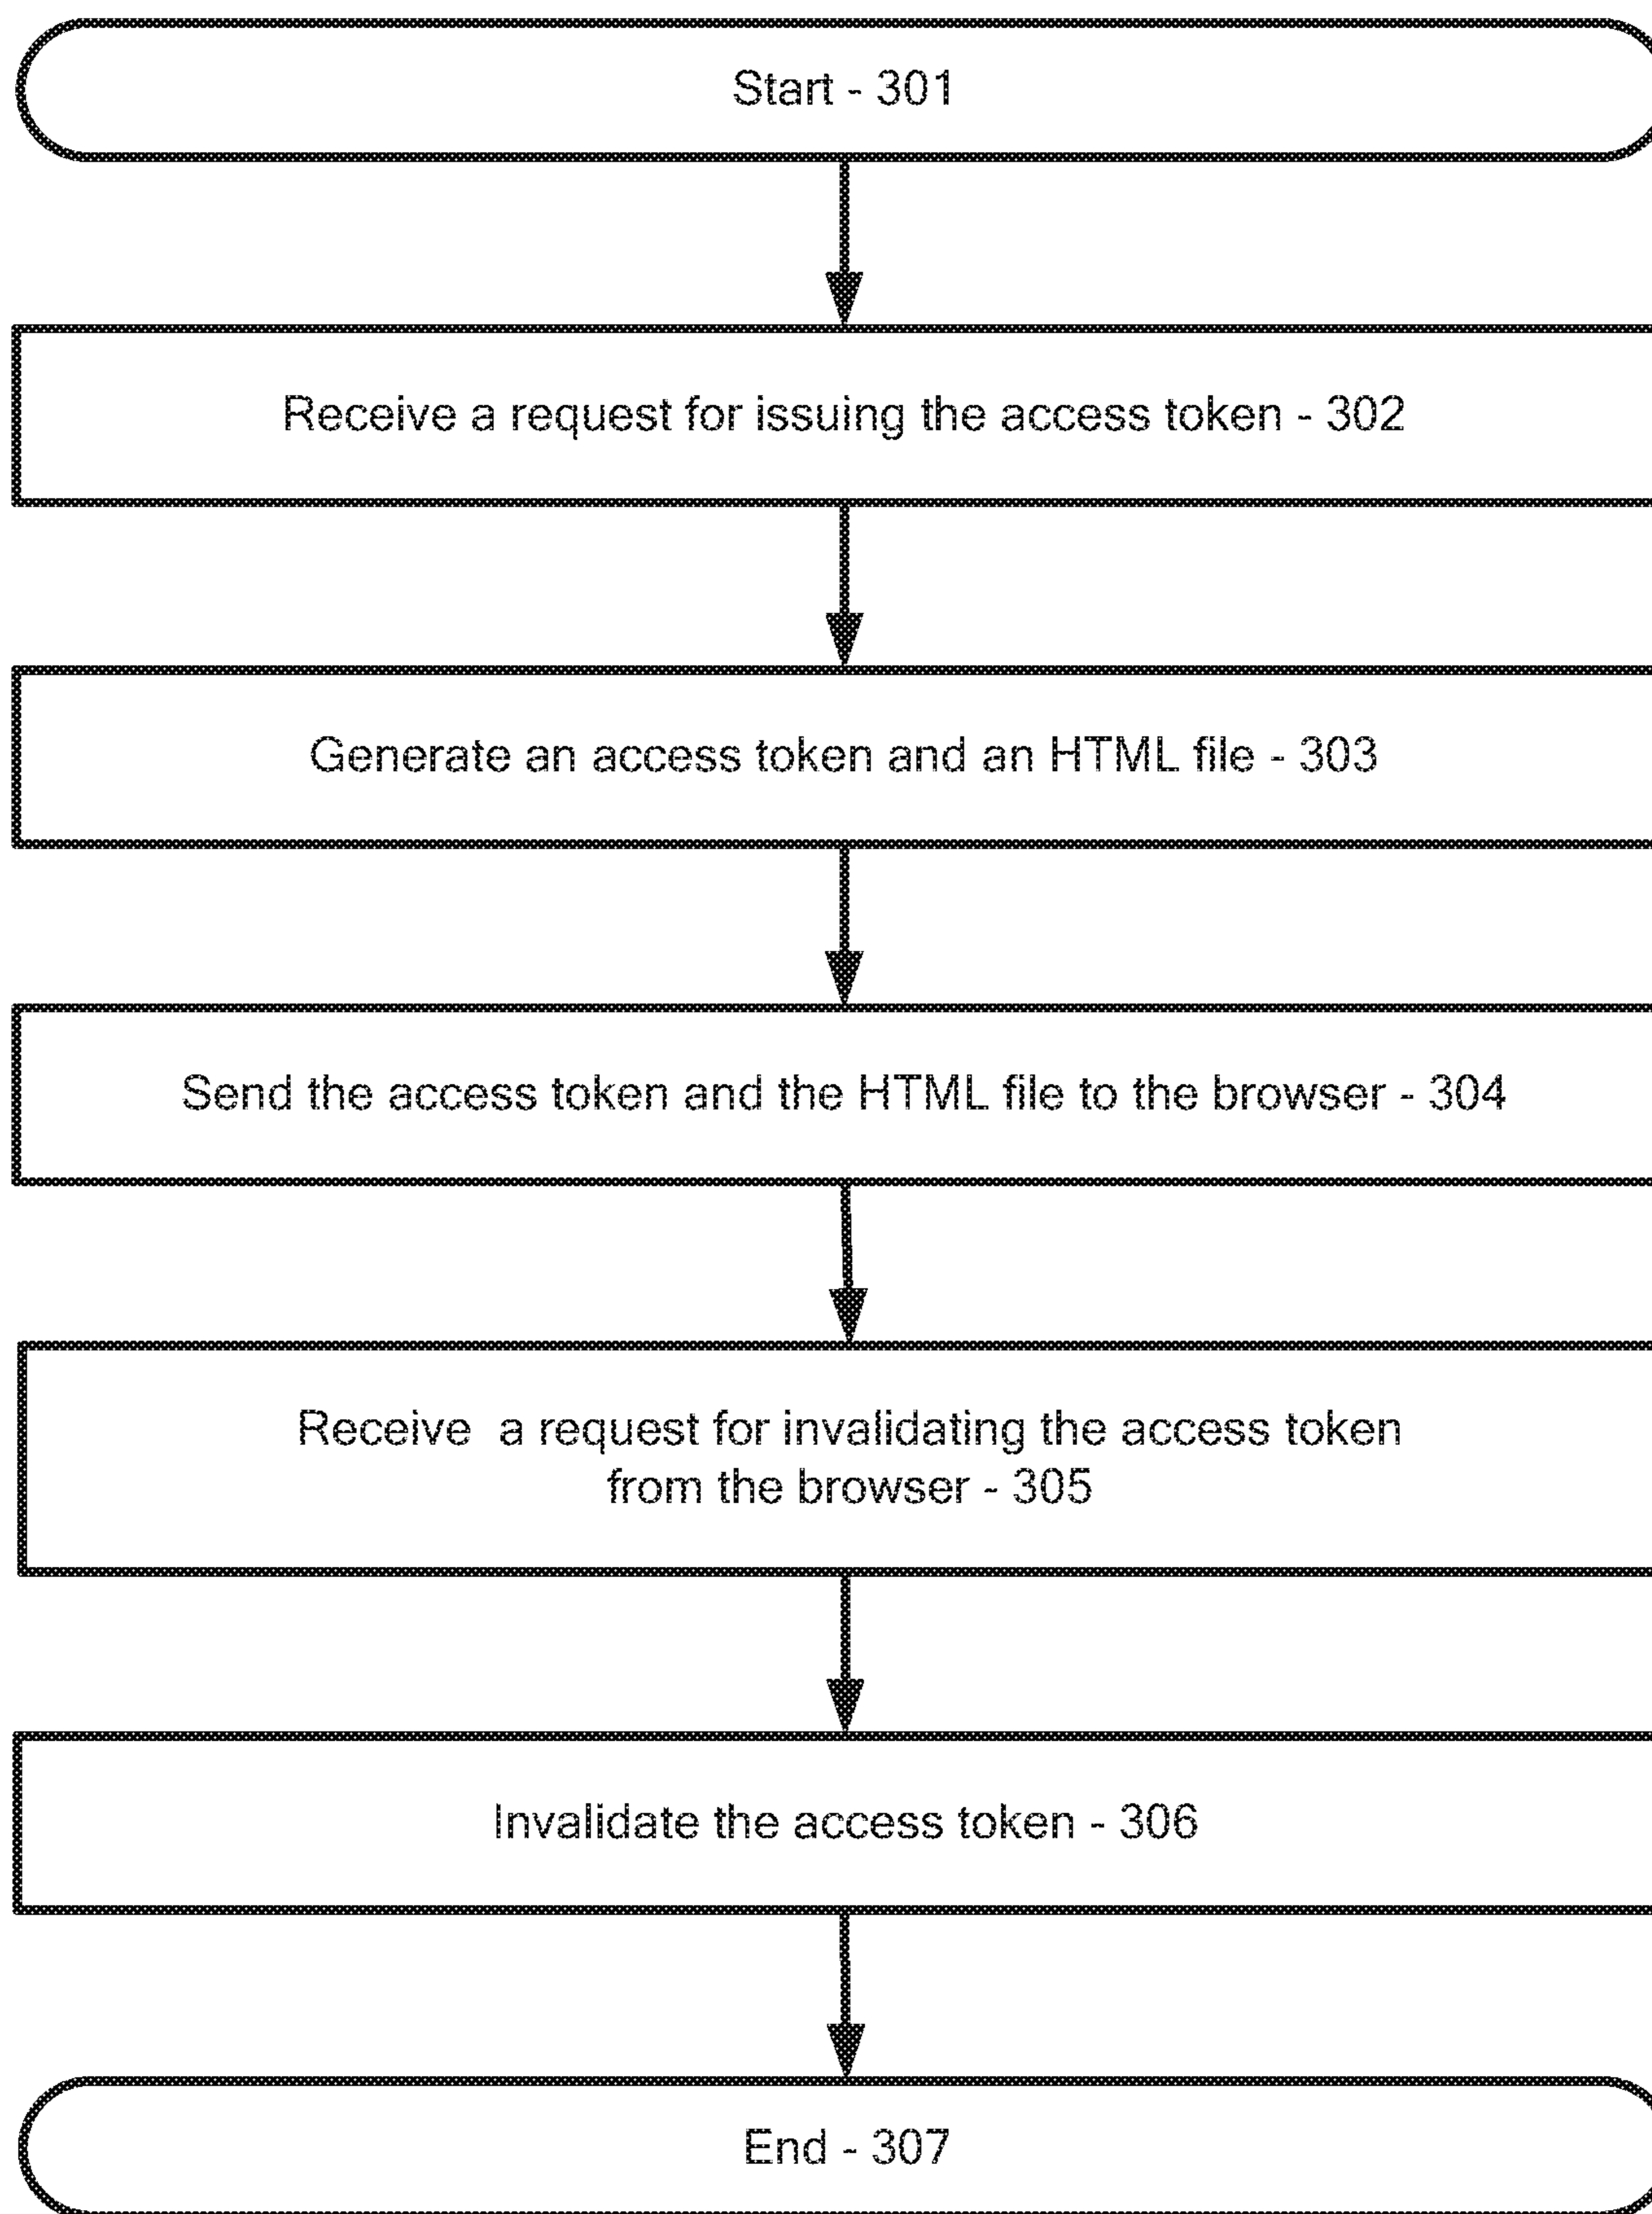 Start - 301
Receive a request for issuing the access token - 302
Generate an access token and an HTML file - 303
Send the access token and the HTML file to the browser - 304
Receive a request for invalidating the access token
from the browser - 305
Invalidate the access token - 306
End - 307